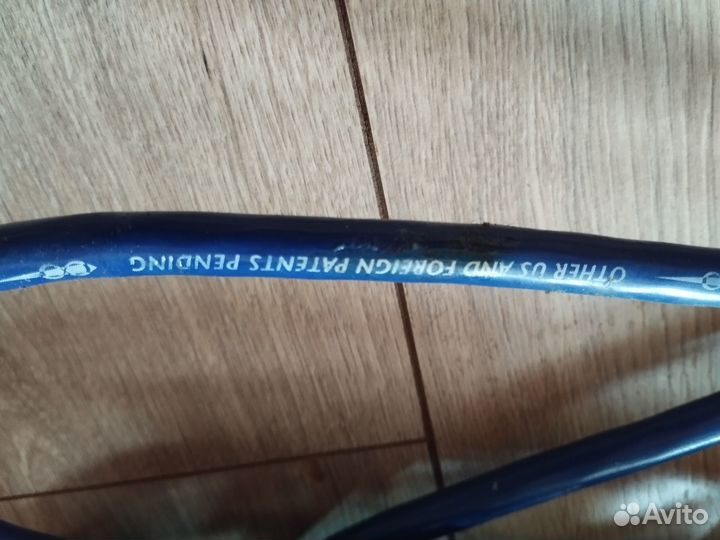 OTHER US AND FOREIGN PATENTS PENDING
Avito